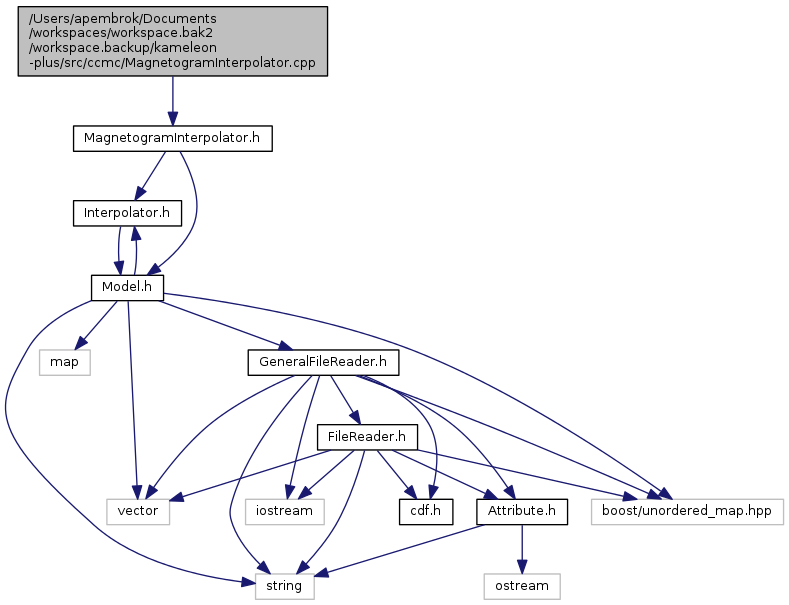 /Users/apembrok/Documents
/workspaces/workspace.bak2
/workspace.backup/kameleon
-plus/src/ccmc/MagnetogramInterpolator.cpp
MagnetogramInterpolator.h
Interpolator.h
Model.h
map
GeneralFileReader.h
FileReader.h
vector
iostream
cdf.h
Attribute.h
boost/unordered_map.hpp
string
ostream